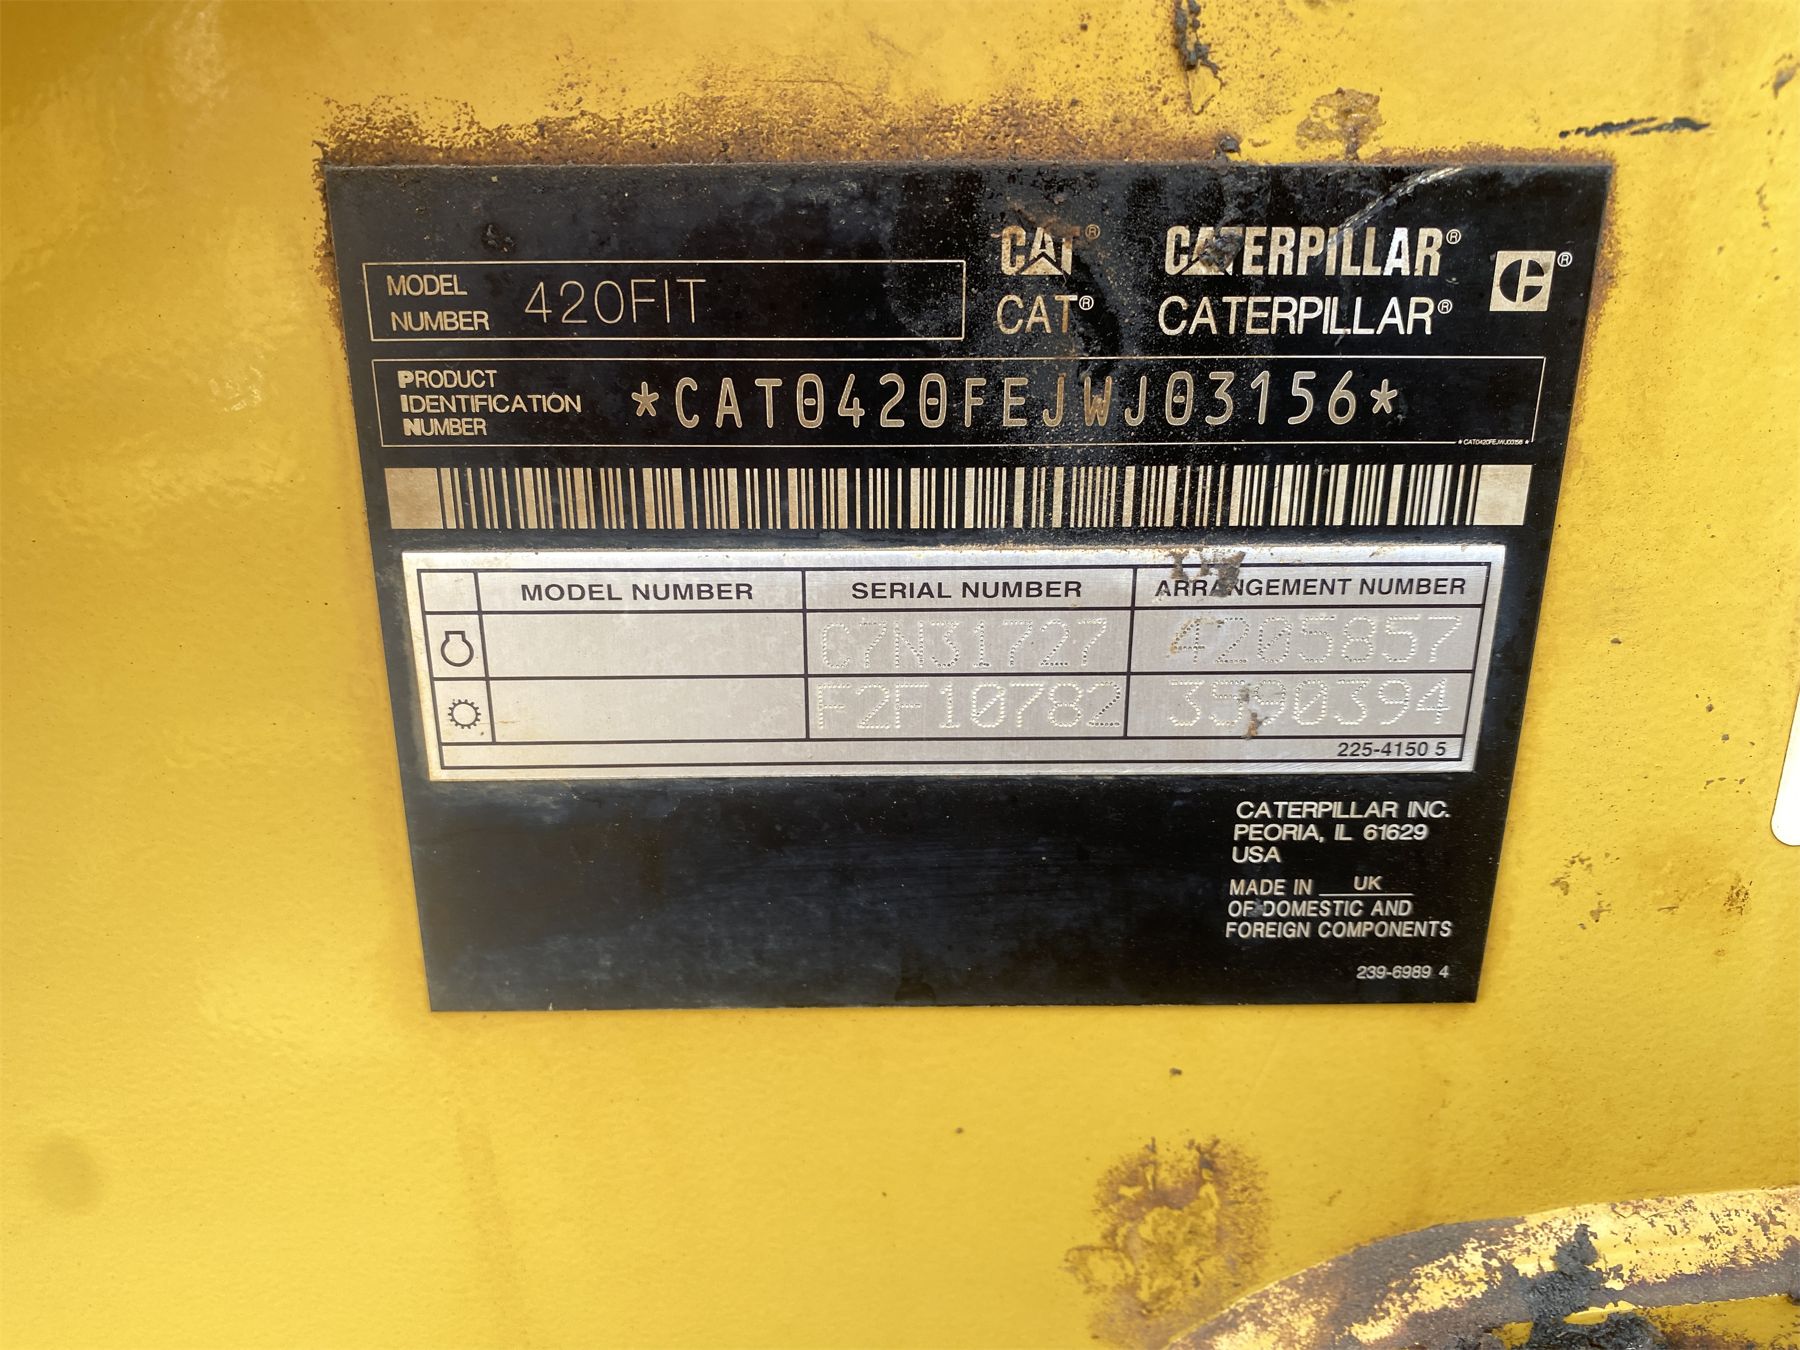 CAT® CATERPILLAR®
MODEL NUMBER 420FIT
CAT® CATERPILLAR®
PRODUCT IDENTIFICATION NUMBER *CAT0420FEJWJ03156*
*CAT0420FEJWJ03156*
MODEL NUMBER SERIAL NUMBER ARRANGEMENT NUMBER
C7N31727 4205857
F2F10782 3590394
225-4150 5
CATERPILLAR INC.
PEORIA, IL 61629
USA
MADE IN UK
OF DOMESTIC AND
FOREIGN COMPONENTS
239-6989 4